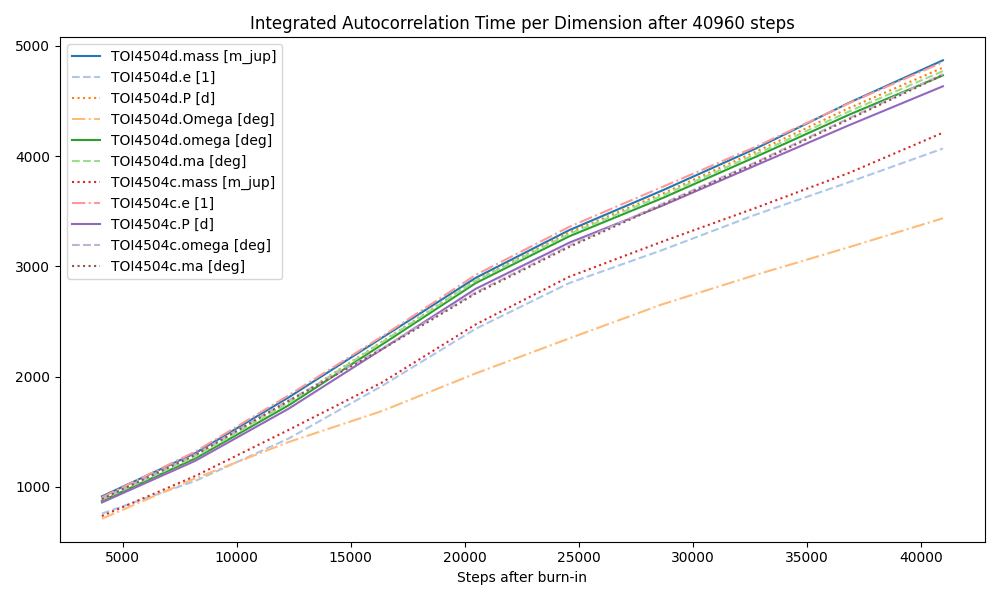 Integrated Autocorrelation Time per Dimension after 40960 steps
5000
4000
3000
2000
1000
TOI4504d.mass [m_jup]
TOI4504d.e [1]
TOI4504d.P [d]
TOI4504d.Omega [deg]
TOI4504d.omega [deg]
TOI4504d.ma [deg]
TOI4504c.mass [m_jup]
TOI4504c.e [1]
TOI4504c.P [d]
TOI4504c.omega [deg]
TOI4504c.ma [deg]
5000 10000 15000 20000 25000 30000 35000 40000
Steps after burn-in